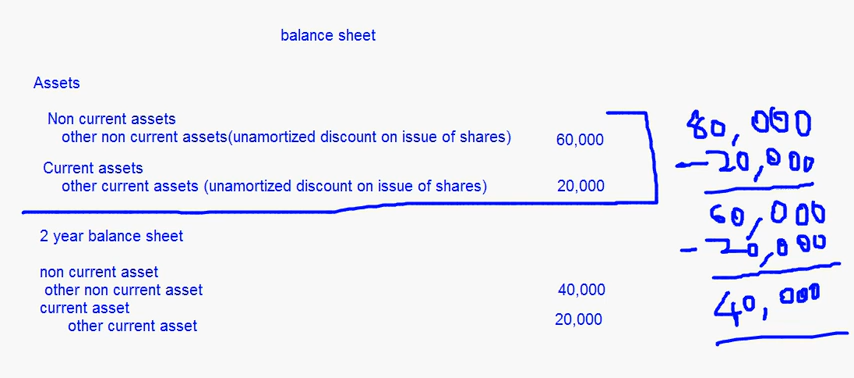 balance sheet
Assets
Non current assets
other non current assets(unamortized discount on issue of shares) 60,000
Current assets
other current assets (unamortized discount on issue of shares) 20,000
2 year balance sheet
non current asset
other non current asset 40,000
current asset
other current asset 20,000
80,000
-20,000
60,000
-20,000
40,000